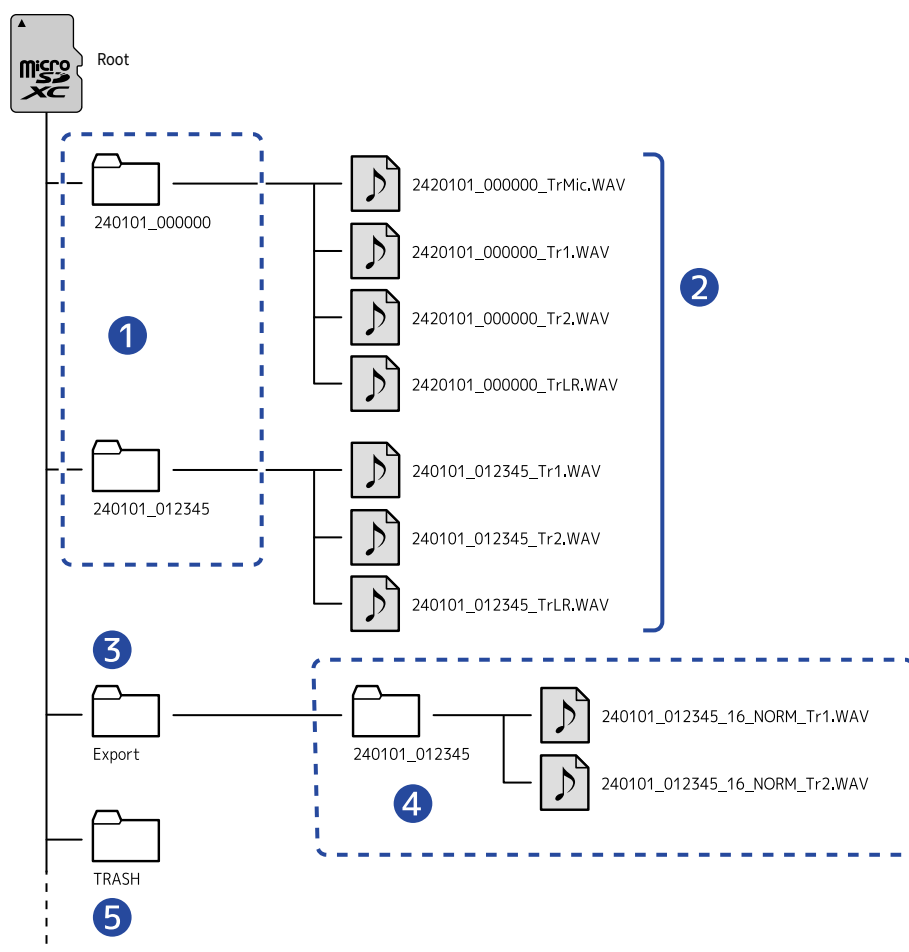 Root
micro
SD
XC
240101_000000
2420101_000000_TrMic.WAV
2420101_000000_Tr1.WAV
2420101_000000_Tr2.WAV
2420101_000000_TrLR.WAV
1
2
240101_012345
240101_012345_Tr1.WAV
240101_012345_Tr2.WAV
240101_012345_TrLR.WAV
3
Export
240101_012345
240101_012345_16_NORM_Tr1.WAV
240101_012345_16_NORM_Tr2.WAV
4
TRASH
5